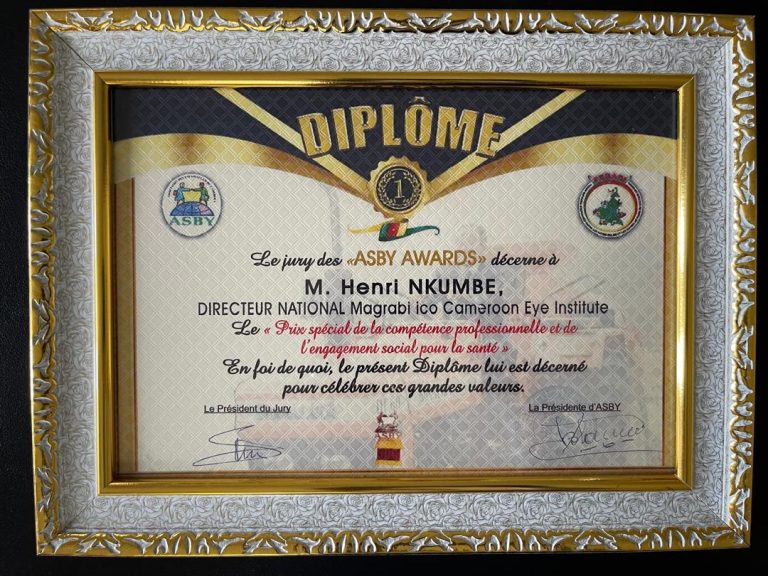 DIPLÔME
1
ASBY
Le jury des «ASBY AWARDS» décerne à
M. Henri NKUMBE,
DIRECTEUR NATIONAL Magrabi ico Cameroon Eye Institute
Le « Prix spécial de la compétence professionnelle et de
l'engagement social pour la santé »
En foi de quoi, le présent Diplôme lui est décerné
pour célébrer ces grandes valeurs.
Le Président du Jury
La Présidente d'ASBY